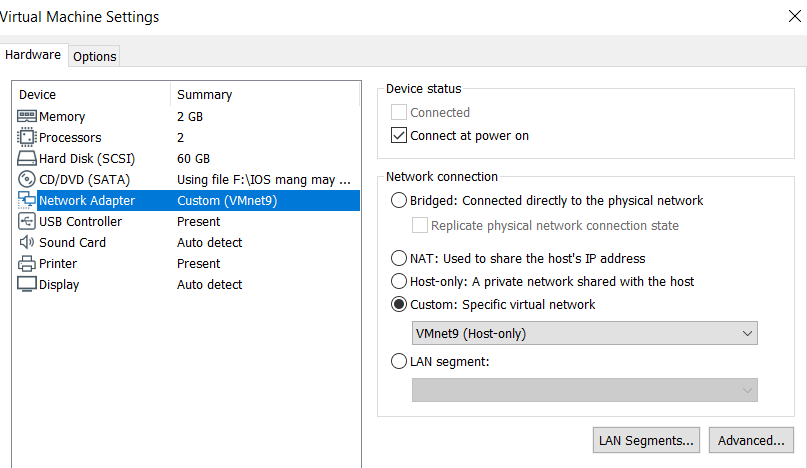 Virtual Machine Settings
Hardware Options
Device Summary
Memory 2 GB
Processors 2
Hard Disk (SCSI) 60 GB
CD/DVD (SATA) Using file F:\IOS mang may ...
Network Adapter Custom (VMnet9)
USB Controller Present
Sound Card Auto detect
Printer Present
Display Auto detect
Device status
Connected
Connect at power on
Network connection
Bridged: Connected directly to the physical network
Replicate physical network connection state
NAT: Used to share the host's IP address
Host-only: A private network shared with the host
Custom: Specific virtual network
VMnet9 (Host-only)
LAN segment:
LAN Segments... Advanced...